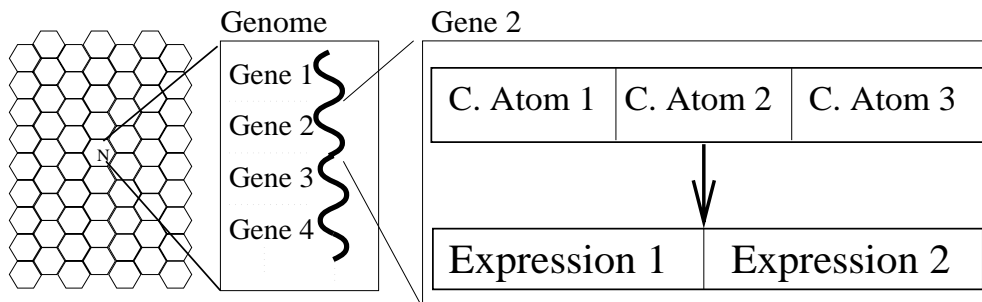 Genome
Gene 2
N
Gene 1
Gene 2
Gene 3
Gene 4
C. Atom 1 C. Atom 2 C. Atom 3
Expression 1 Expression 2